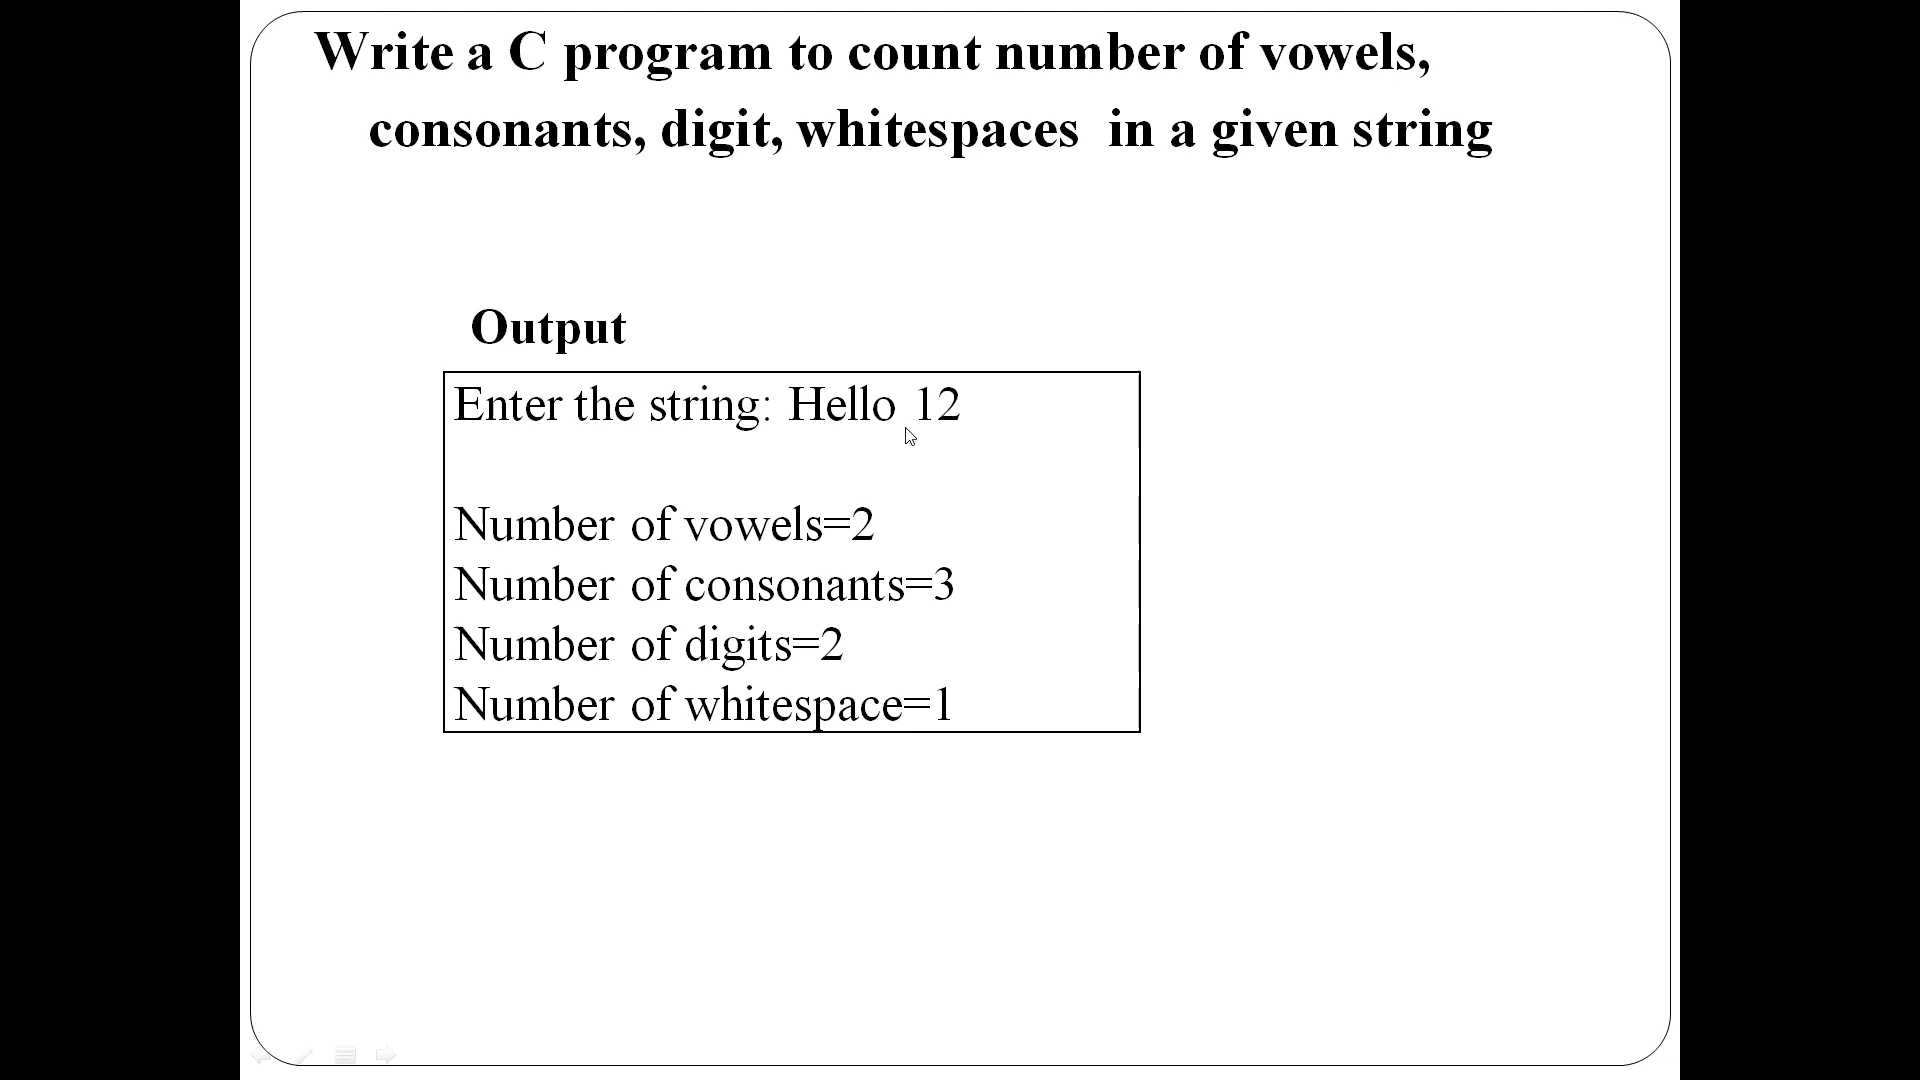 Write a C program to count number of vowels,
consonants, digit, whitespaces in a given string
Output
Enter the string: Hello 12
Number of vowels=2
Number of consonants=3
Number of digits=2
Number of whitespace=1